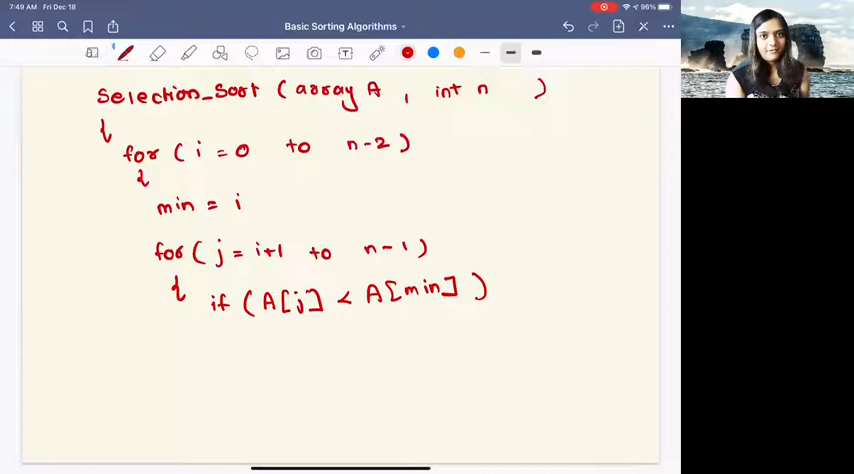 7:49 AM Fri Dec 18
96%
Basic Sorting Algorithms
Selection_Sort ( array A , int n )
{
for ( i = 0 to n-2 )
{
min = i
for ( j = i+1 to n-1 )
{ if ( A[j] < A[min] )